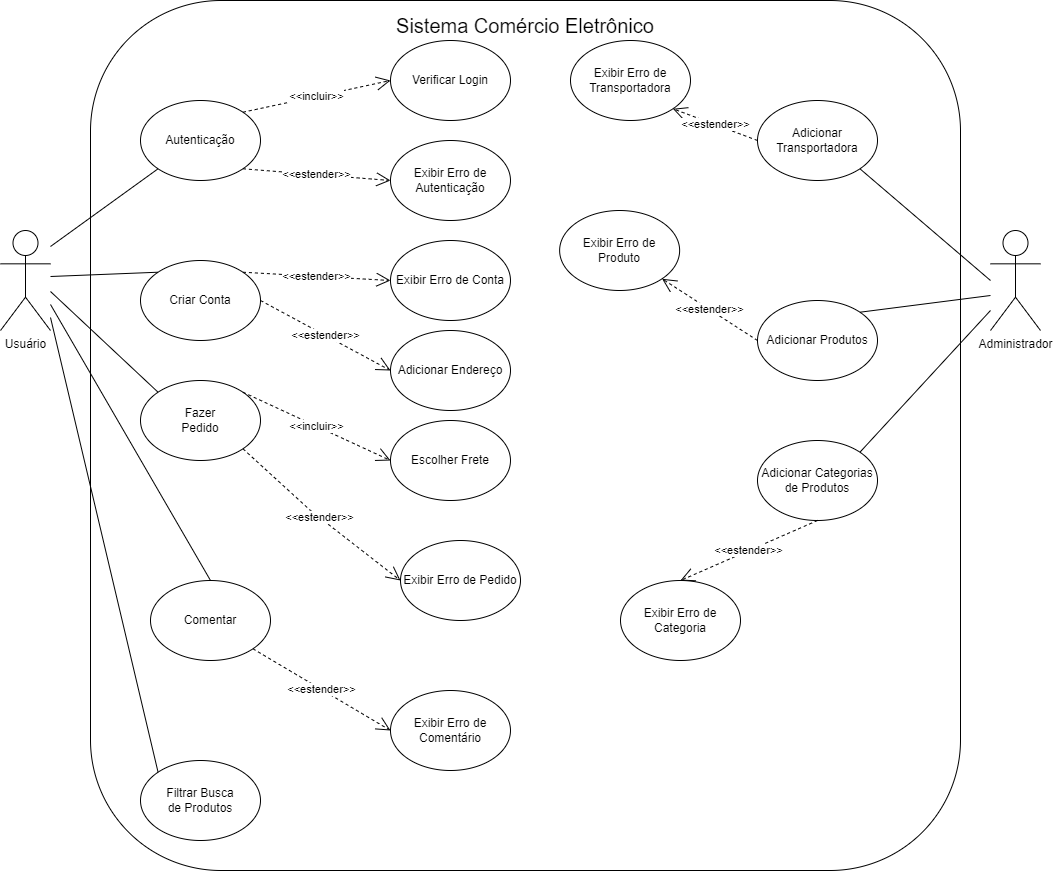 Sistema Comércio Eletrônico
Verificar Login
<<incluir>>
Autenticação
<<estender>>
Exibir Erro de
Autenticação
Exibir Erro de
Transportadora
<<estender>>
Adicionar
Transportadora
Usuário
Criar Conta
<<estender>>
Exibir Erro de Conta
<<estender>>
Adicionar Endereço
Exibir Erro de
Produto
<<estender>>
Adicionar Produtos
Administrador
Fazer
Pedido
<<incluir>>
Escolher Frete
<<estender>>
Exibir Erro de Pedido
Adicionar Categorias
de Produtos
<<estender>>
Exibir Erro de
Categoria
Comentar
<<estender>>
Exibir Erro de
Comentário
Filtrar Busca
de Produtos